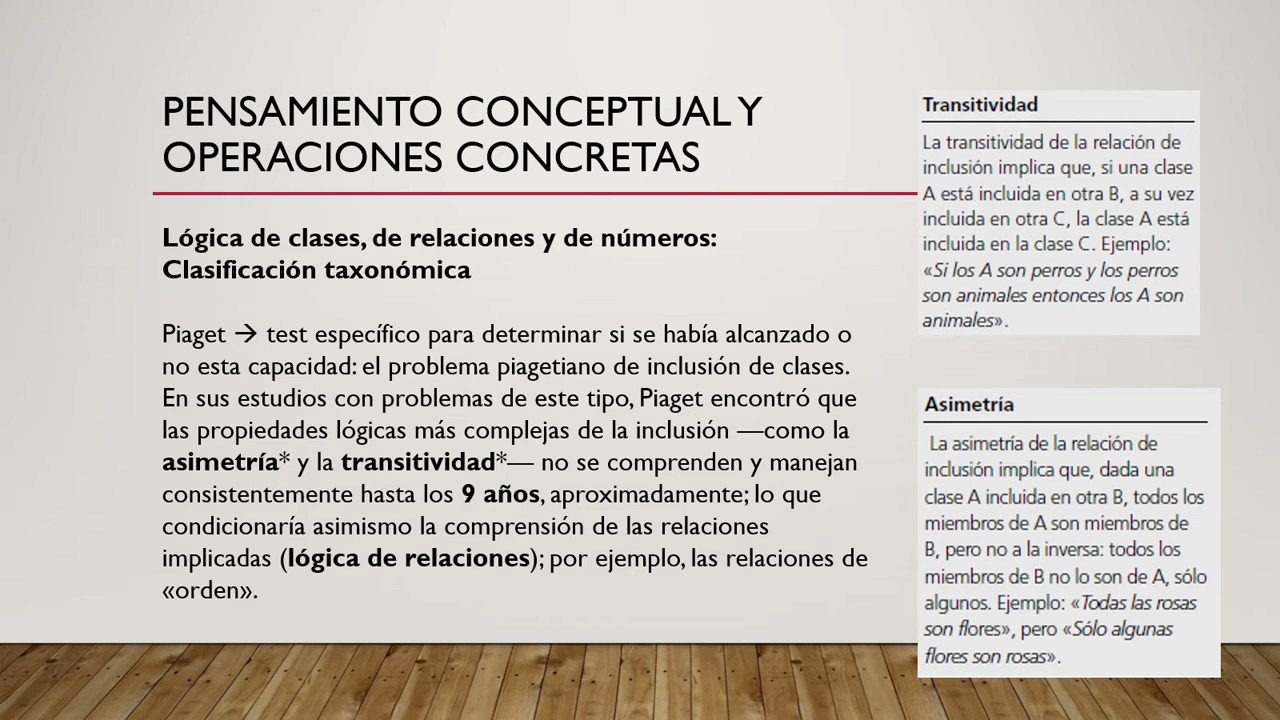 PENSAMIENTO CONCEPTUAL Y
OPERACIONES CONCRETAS
Lógica de clases, de relaciones y de números:
Clasificación taxonómica
Piaget → test específico para determinar si se había alcanzado o
no esta capacidad: el problema piagetiano de inclusión de clases.
En sus estudios con problemas de este tipo, Piaget encontró que
las propiedades lógicas más complejas de la inclusión —como la
asimetría* y la transitividad*— no se comprenden y manejan
consistentemente hasta los 9 años, aproximadamente; lo que
condicionaría asimismo la comprensión de las relaciones
implicadas (lógica de relaciones); por ejemplo, las relaciones de
«orden».
Transitividad
La transitividad de la relación de
inclusión implica que, si una clase
A está incluida en otra B, a su vez
incluida en otra C, la clase A está
incluida en la clase C. Ejemplo:
«Si los A son perros y los perros
son animales entonces los A son
animales».
Asimetría
La asimetría de la relación de
inclusión implica que, dada una
clase A incluida en otra B, todos los
miembros de A son miembros de
B, pero no a la inversa: todos los
miembros de B no lo son de A, sólo
algunos. Ejemplo: «Todas las rosas
son flores», pero «Sólo algunas
flores son rosas».